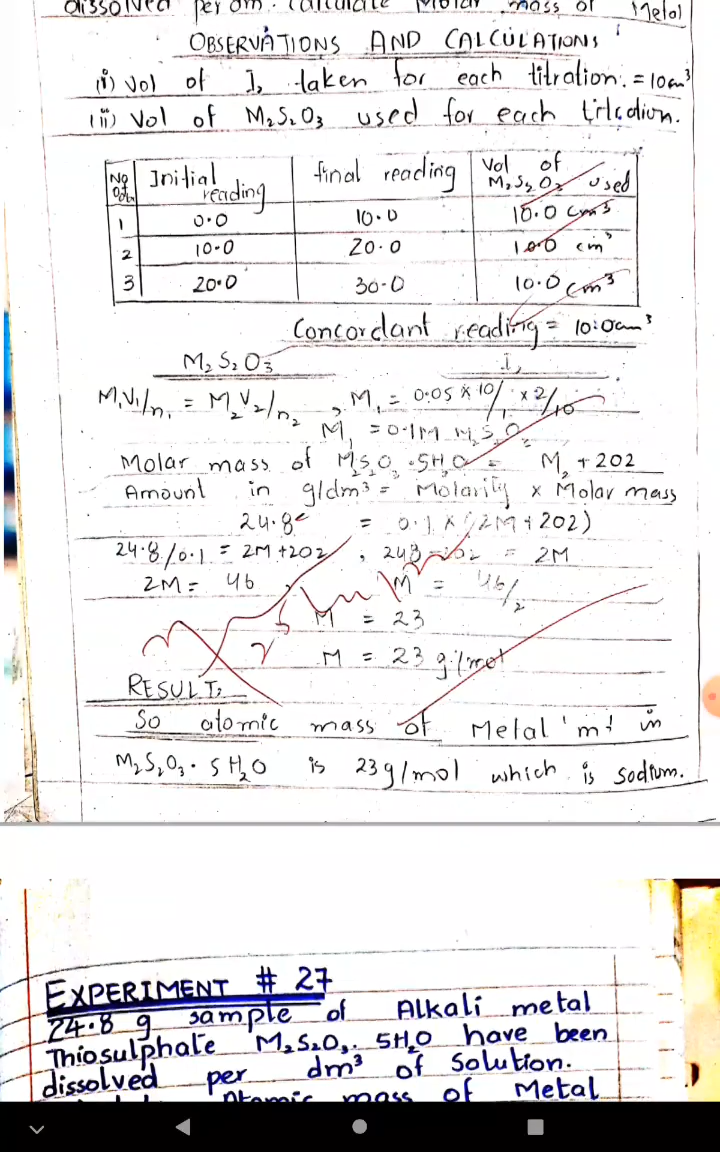 dissolved per dm. Calculate Molar mass of Metal
OBSERVATIONS AND CALCULATIONS
(i) Vol of I₂ taken for each titration. = 10cm³
(ii) Vol of M₂S₂O₃ used for each titration.
No of ob. | Initial reading | final reading | Vol of M₂S₂O₃ used
1 | 0.0 | 10.0 | 10.0 cm³
2 | 10.0 | 20.0 | 10.0 cm³
3 | 20.0 | 30.0 | 10.0 cm³
Concordant reading = 10.0cm³
M₂S₂O₃ I₂
M₁V₁/n₁ = M₂V₂/n₂ , M₁ = 0.05 × 10/1 × 2/10
M₁ = 0.1M M₂S₂O₃
Molar mass of M₂S₂O₃.5H₂O = M₂ + 202
Amount in g/dm³ = Molarity × Molar mass
24.8 = 0.1 × (2M + 202)
24.8/0.1 = 2M + 202 , 248 - 202 = 2M
2M = 46 , M = 46/2
M = 23
M = 23 g/mol
RESULT:
So atomic mass of Metal 'm' in
M₂S₂O₃. 5H₂O is 23g/mol which is Sodium.
EXPERIMENT # 27
24.8 g sample of Alkali metal
Thiosulphate M₂S₂O₃. 5H₂O have been
dissolved per dm³ of Solution.
Atomic mass of Metal